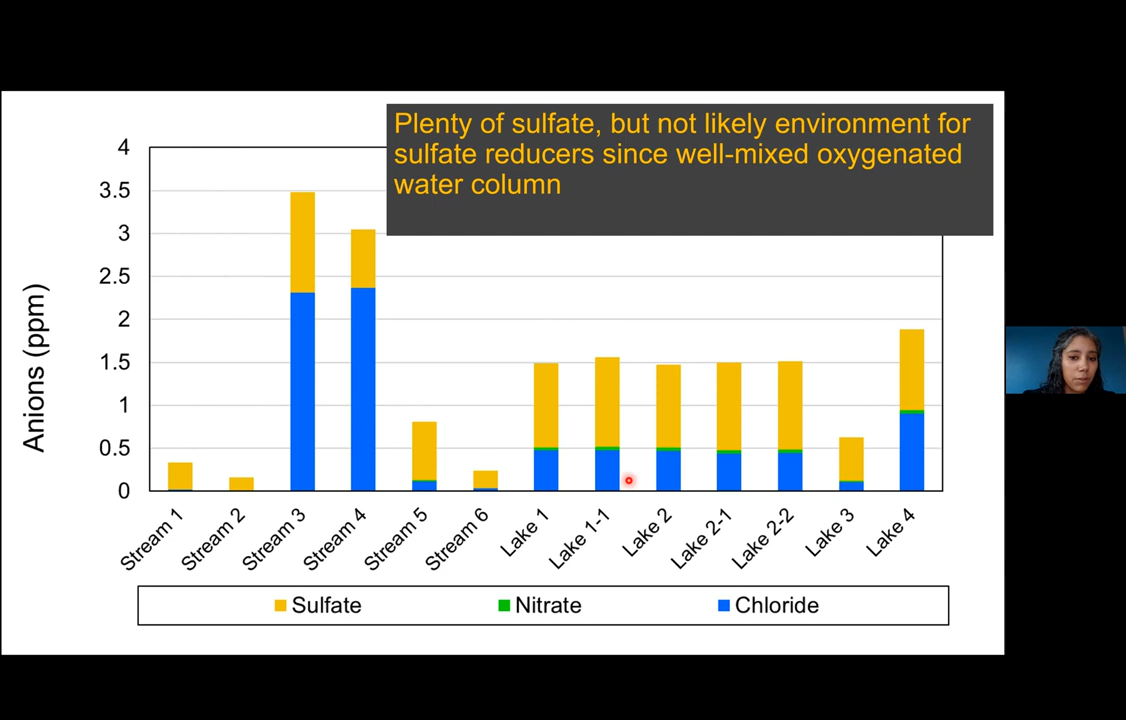 Plenty of sulfate, but not likely environment for
sulfate reducers since well-mixed oxygenated
water column
4
3.5
3
2.5
2
1.5
1
0.5
0
Anions (ppm)
Stream 1
Stream 2
Stream 3
Stream 4
Stream 5
Stream 6
Lake 1
Lake 1-1
Lake 2
Lake 2-1
Lake 2-2
Lake 3
Lake 4
Sulfate
Nitrate
Chloride